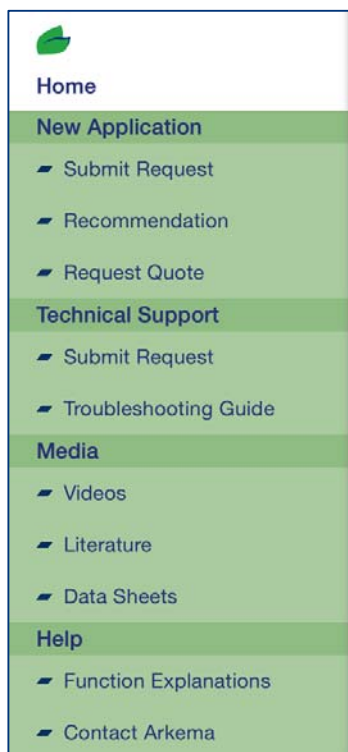 Home
New Application
Submit Request
Recommendation
Request Quote
Technical Support
Submit Request
Troubleshooting Guide
Media
Videos
Literature
Data Sheets
Help
Function Explanations
Contact Arkema